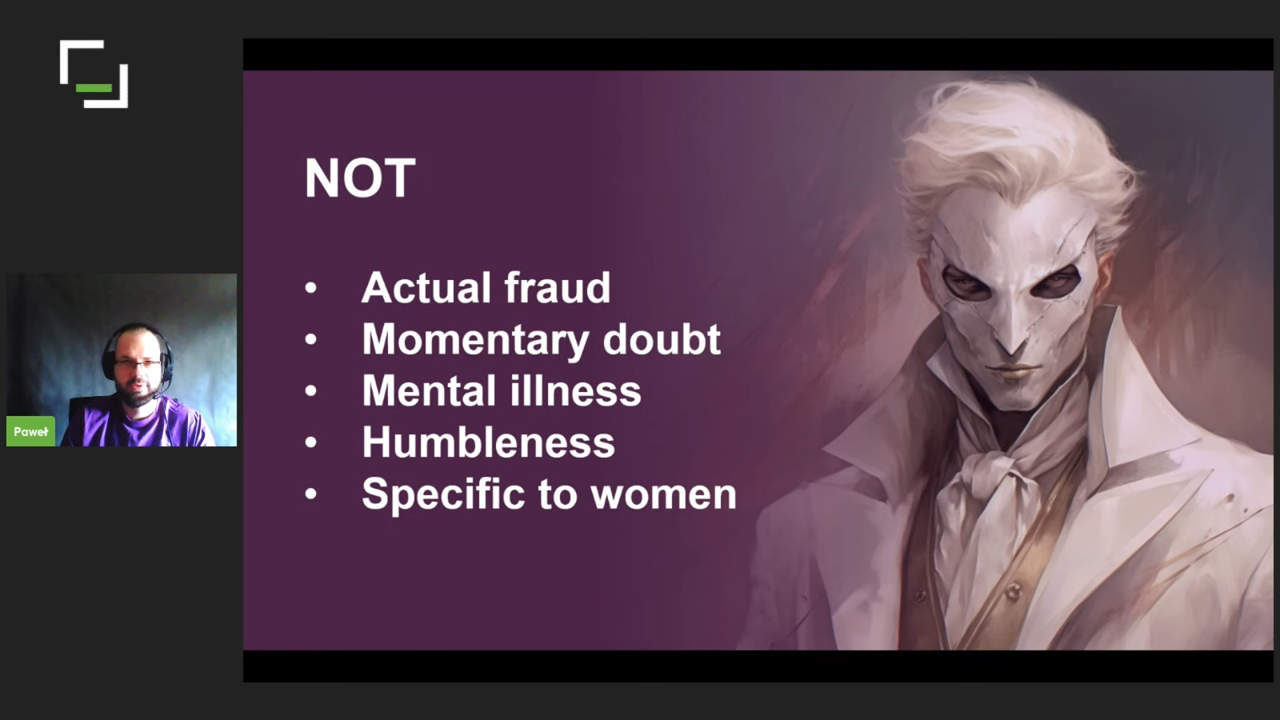 NOT
• Actual fraud
• Momentary doubt
• Mental illness
• Humbleness
• Specific to women
Paweł